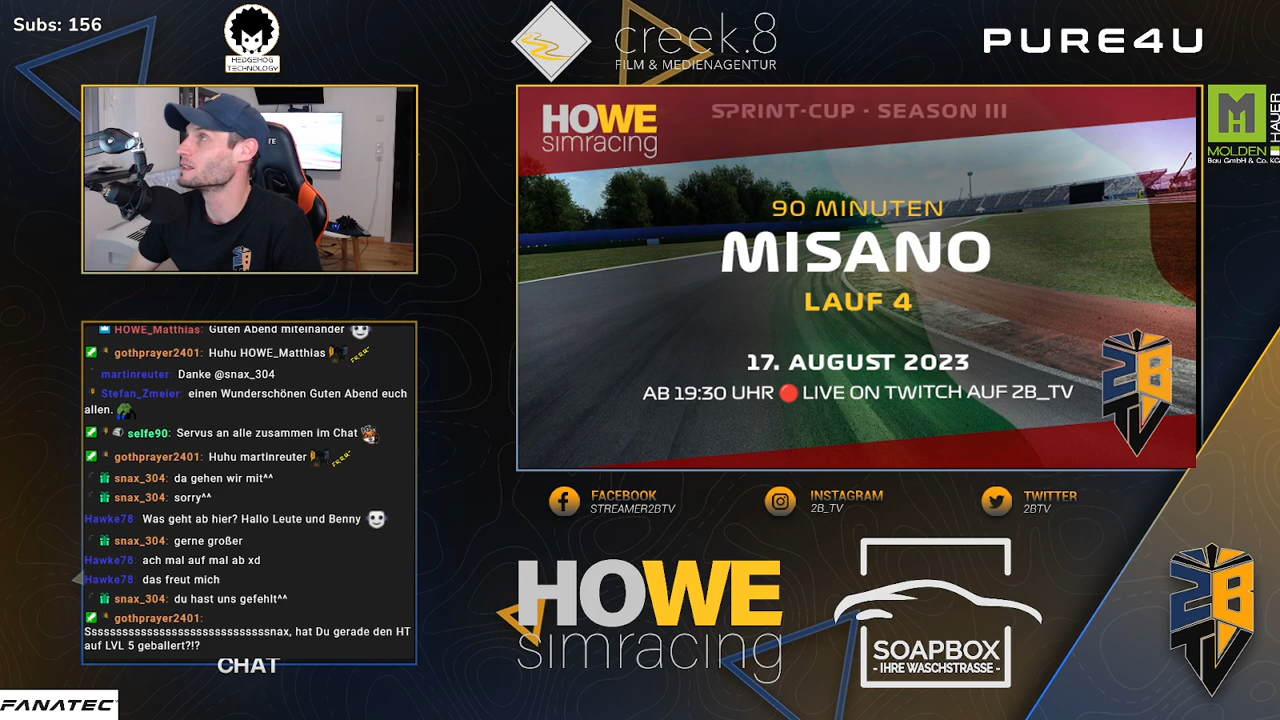 Subs: 156
HEDGEHOG
TECHNOLOGY
creek.8
FILM & MEDIENAGENTUR
PURE4U
HOWE
simracing
SPRINT-CUP - SEASON III
90 MINUTEN
MISANO
LAUF 4
17. AUGUST 2023
AB 19:30 UHR 🔴 LIVE ON TWITCH AUF 2B_TV
2B
TV
MOLDEN
HAUER
Bau GmbH & Co. KG
HOWE_Matthias: Guten Abend miteinander
gothprayer2401: Huhu HOWE_Matthias
martinreuter: Danke @snax_304
Stefan_Zmeier: einen Wunderschönen Guten Abend euch
allen.
selfe90: Servus an alle zusammen im Chat
gothprayer2401: Huhu martinreuter
snax_304: da gehen wir mit^^
snax_304: sorry^^
Hawke78: Was geht ab hier? Hallo Leute und Benny
snax_304: gerne großer
Hawke78: ach mal auf mal ab xd
Hawke78: das freut mich
snax_304: du hast uns gefehlt^^
gothprayer2401:
Sssssssssssssssssssssssssssssnax, hat Du gerade den HT
auf LVL 5 geballert?!?
CHAT
FACEBOOK
STREAMER2BTV
INSTAGRAM
2B_TV
TWITTER
2BTV
HOWE
simracing
SOAPBOX
- IHRE WASCHSTRASSE -
2B
TV
FANATEC